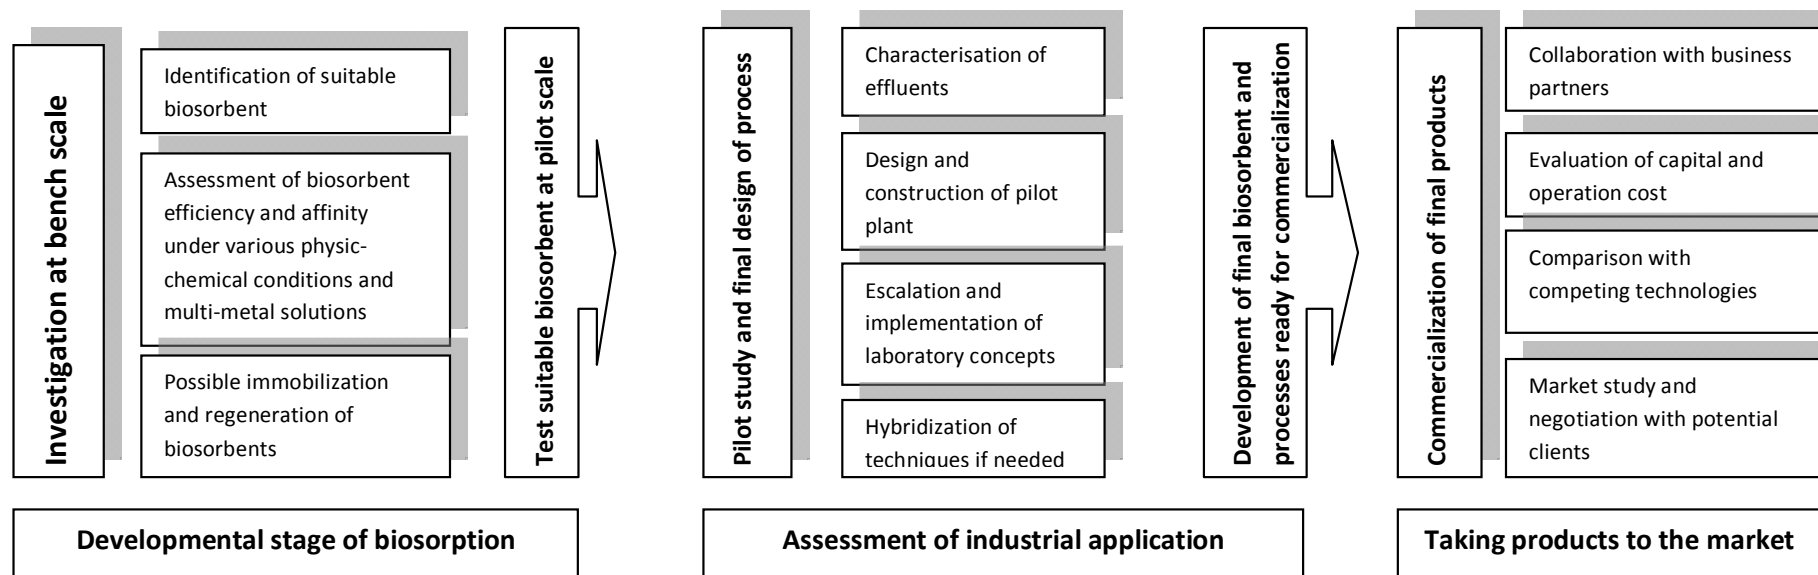 Investigation at bench scale
Identification of suitable
biosorbent
Assessment of biosorbent
efficiency and affinity
under various physic-
chemical conditions and
multi-metal solutions
Possible immobilization
and regeneration of
biosorbents
Test suitable biosorbent at pilot scale
Developmental stage of biosorption
Pilot study and final design of process
Characterisation of
effluents
Design and
construction of pilot
plant
Escalation and
implementation of
laboratory concepts
Hybridization of
techniques if needed
Development of final biosorbent and
processes ready for commercialization
Assessment of industrial application
Commercialization of final products
Collaboration with business
partners
Evaluation of capital and
operation cost
Comparison with
competing technologies
Market study and
negotiation with potential
clients
Taking products to the market